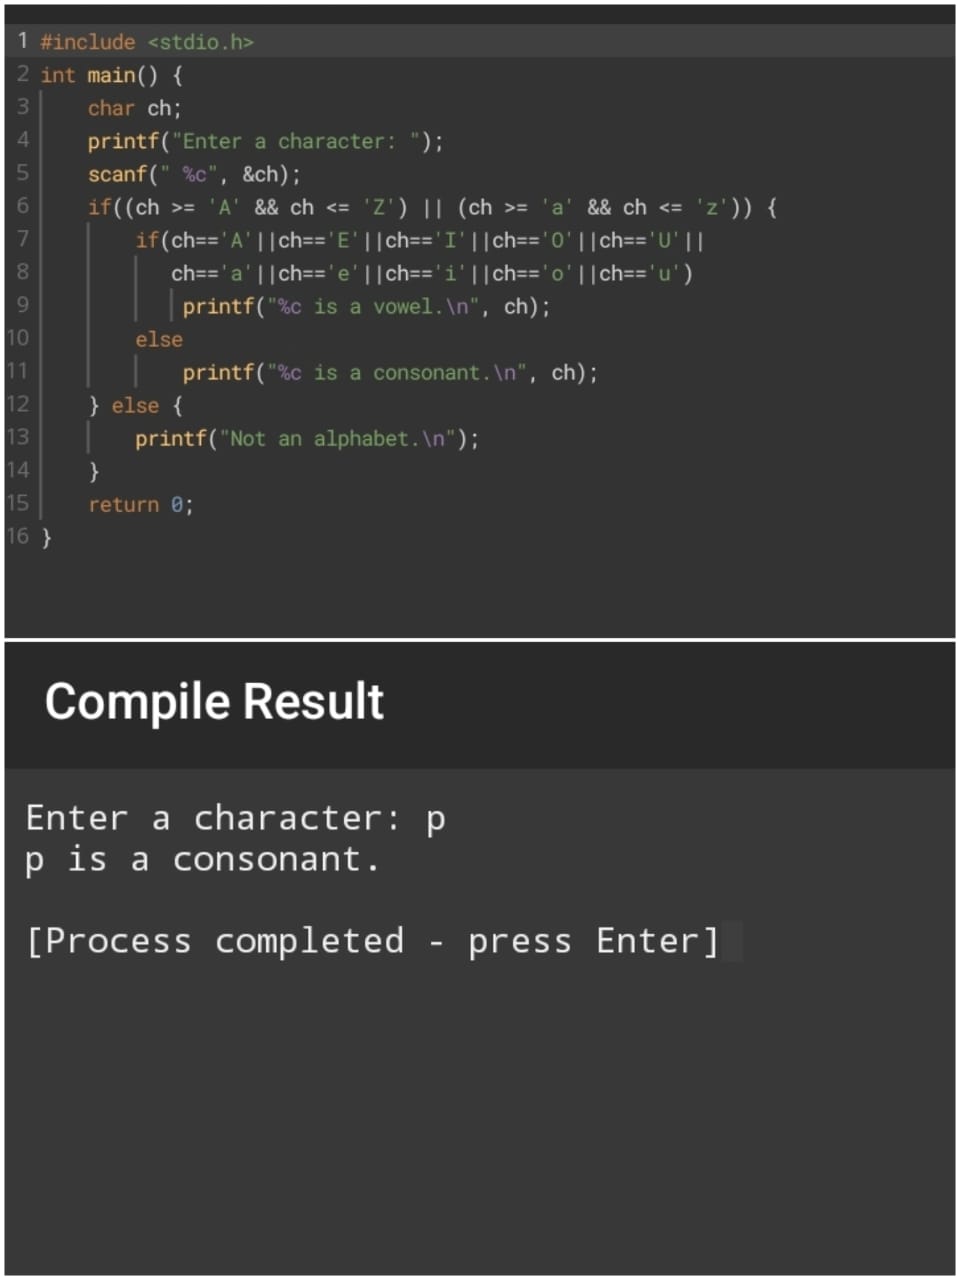 1 #include <stdio.h>
2 int main() {
3     char ch;
4     printf("Enter a character: ");
5     scanf(" %c", &ch);
6     if((ch >= 'A' && ch <= 'Z') || (ch >= 'a' && ch <= 'z')) {
7         if(ch=='A'||ch=='E'||ch=='I'||ch=='O'||ch=='U'||
8            ch=='a'||ch=='e'||ch=='i'||ch=='o'||ch=='u')
9             printf("%c is a vowel.\n", ch);
10         else
11             printf("%c is a consonant.\n", ch);
12     } else {
13         printf("Not an alphabet.\n");
14     }
15     return 0;
16 }
Compile Result
Enter a character: p
p is a consonant.
[Process completed - press Enter]